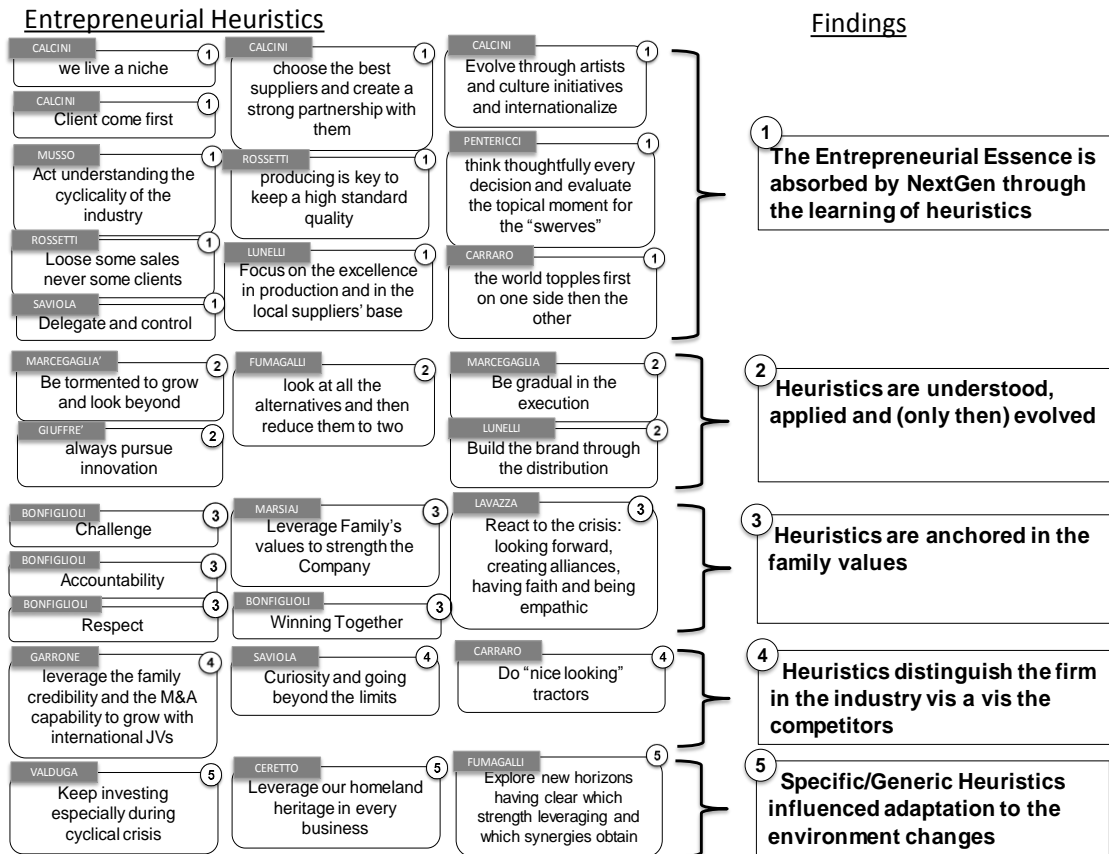 Entrepreneurial Heuristics
Findings
CALCINI
1
we live a niche
CALCINI
1
Client come first
MUSSO
1
Act understanding the
cyclicality of the
industry
ROSSETTI
1
Loose some sales
never some clients
SAVIOLA
1
Delegate and control
CALCINI
1
choose the best
suppliers and create a
strong partnership with
them
ROSSETTI
1
producing is key to
keep a high standard
quality
LUNELLI
1
Focus on the excellence
in production and in the
local suppliers' base
CALCINI
1
Evolve through artists
and culture initiatives
and internationalize
PENTERICCI
1
think thoughtfully every
decision and evaluate
the topical moment for
the “swerves”
CARRARO
1
the world topples first
on one side then the
other
1
The Entrepreneurial Essence is
absorbed by NextGen through
the learning of heuristics
MARCEGAGLIA’
2
Be tormented to grow
and look beyond
GIUFFRE’
2
always pursue
innovation
FUMAGALLI
2
look at all the
alternatives and then
reduce them to two
MARCEGAGLIA
2
Be gradual in the
execution
LUNELLI
2
Build the brand through
the distribution
2
Heuristics are understood,
applied and (only then) evolved
BONFIGLIOLI
3
Challenge
BONFIGLIOLI
3
Accountability
BONFIGLIOLI
3
Respect
MARSIAJ
3
Leverage Family's
values to strength the
Company
BONFIGLIOLI
3
Winning Together
LAVAZZA
3
React to the crisis:
looking forward,
creating alliances,
having faith and being
empathic
3
Heuristics are anchored in the
family values
GARRONE
4
leverage the family
credibility and the M&A
capability to grow with
international JVs
SAVIOLA
4
Curiosity and going
beyond the limits
CARRARO
4
Do “nice looking”
tractors
4
Heuristics distinguish the firm
in the industry vis a vis the
competitors
VALDUGA
5
Keep investing
especially during
cyclical crisis
CERETTO
5
Leverage our homeland
heritage in every
business
FUMAGALLI
5
Explore new horizons
having clear which
strength leveraging and
which synergies obtain
5
Specific/Generic Heuristics
influenced adaptation to the
environment changes